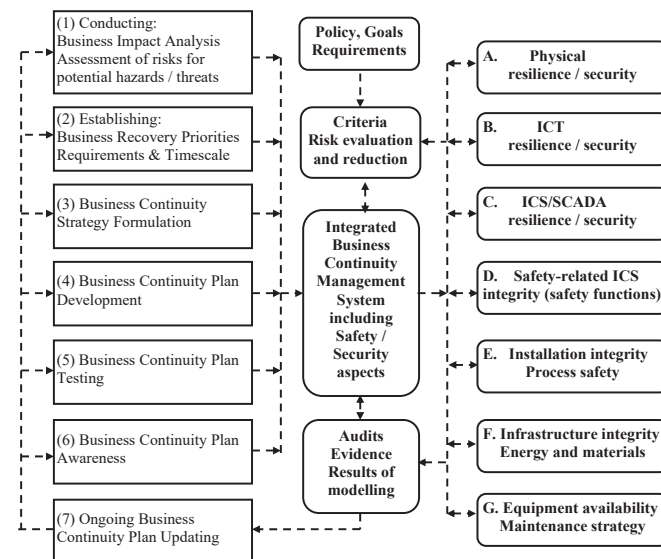 (1) Conducting:
Business Impact Analysis
Assessment of risks for
potential hazards / threats
(2) Establishing:
Business Recovery Priorities
Requirements & Timescale
(3) Business Continuity
Strategy Formulation
(4) Business Continuity Plan
Development
(5) Business Continuity Plan
Testing
(6) Business Continuity Plan
Awareness
(7) Ongoing Business
Continuity Plan Updating
Policy, Goals
Requirements
Criteria
Risk evaluation
and reduction
Integrated
Business
Continuity
Management
System
including
Safety /
Security
aspects
Audits
Evidence
Results of
modelling
A. Physical
resilience / security
B. ICT
resilience / security
C. ICS/SCADA
resilience / security
D. Safety-related ICS
integrity (safety functions)
E. Installation integrity
Process safety
F. Infrastructure integrity
Energy and materials
G. Equipment availability
Maintenance strategy